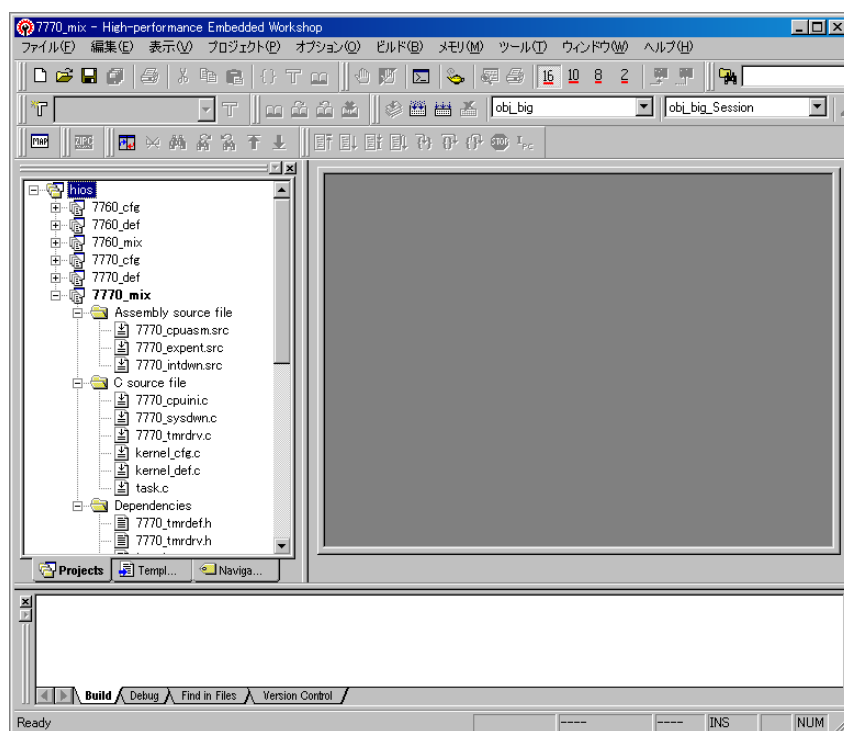 7770_mix - High-performance Embedded Workshop
ファイル(F) 編集(E) 表示(V) プロジェクト(P) オプション(O) ビルド(B) メモリ(M) ツール(T) ウィンドウ(W) ヘルプ(H)
16 10 8 2
obj_big obj_big_Session
MAP
hios
7760_cfg
7760_def
7760_mix
7770_cfg
7770_def
7770_mix
Assembly source file
7770_cpuasm.src
7770_expent.src
7770_intdwn.src
C source file
7770_cpuini.c
7770_sysdwn.c
7770_tmrdrv.c
kernel_cfg.c
kernel_def.c
task.c
Dependencies
7770_tmrdef.h
7770_tmrdrv.h
Projects Templ... Naviga...
Build Debug Find in Files Version Control
Ready ---- ---- INS NUM